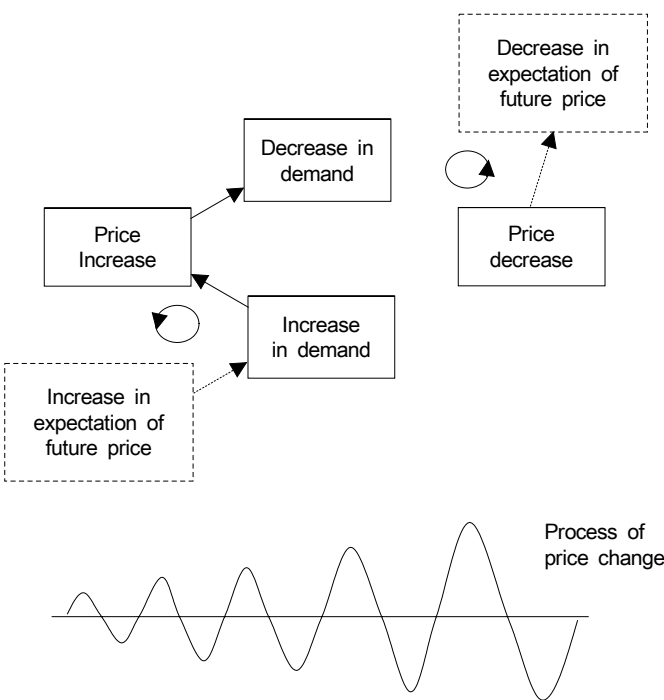 Decrease in
expectation of
future price
Decrease in
demand
Price
Increase
Price
decrease
Increase
in demand
Increase in
expectation of
future price
Process of
price change